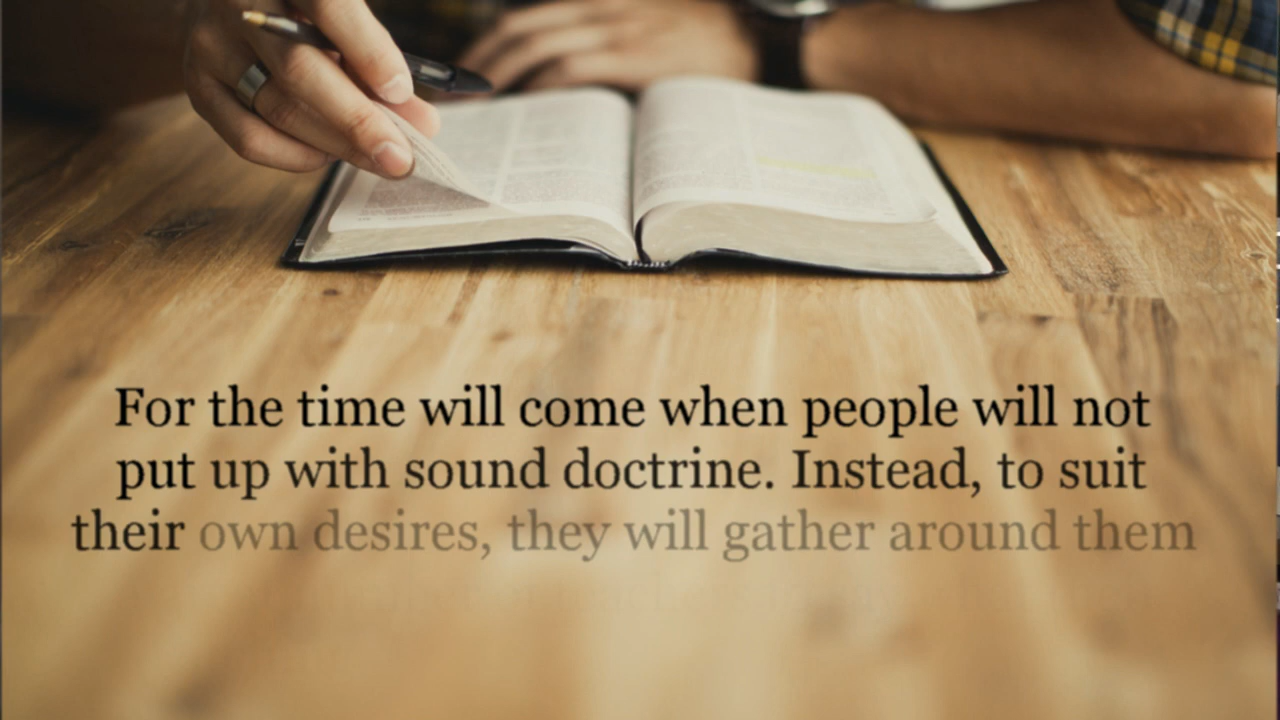 For the time will come when people will not
put up with sound doctrine. Instead, to suit
their own desires, they will gather around them